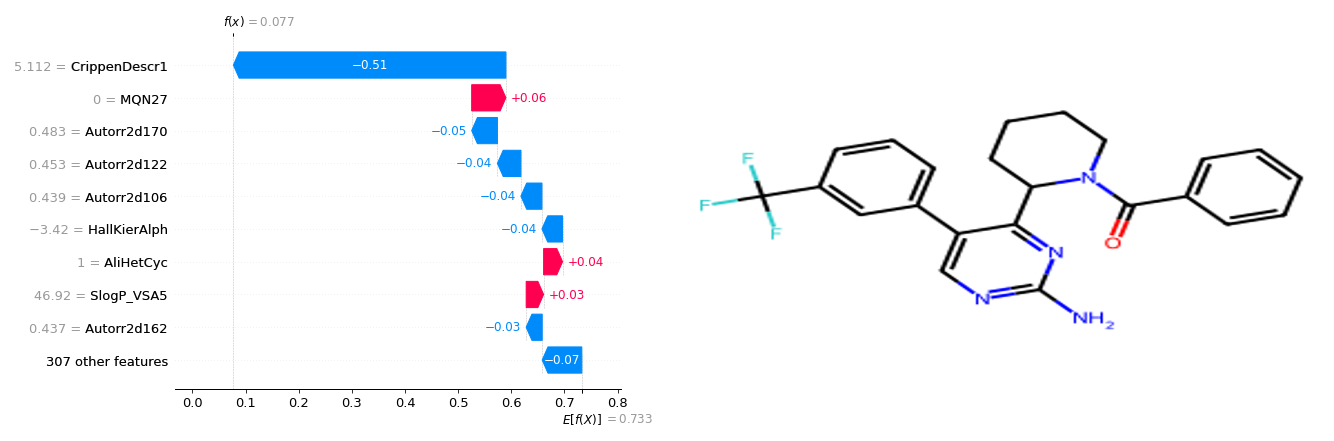 f(x) = 0.077
5.112 = CrippenDescr1
−0.51
0 = MQN27
+0.06
0.483 = Autorr2d170
−0.05
0.453 = Autorr2d122
−0.04
0.439 = Autorr2d106
−0.04
−3.42 = HallKierAlph
−0.04
1 = AliHetCyc
+0.04
46.92 = SlogP_VSA5
+0.03
0.437 = Autorr2d162
−0.03
307 other features
−0.07
0.0 0.1 0.2 0.3 0.4 0.5 0.6 0.7 0.8
E[f(X)] = 0.733
F
F
F
N
O
N
N
NH2